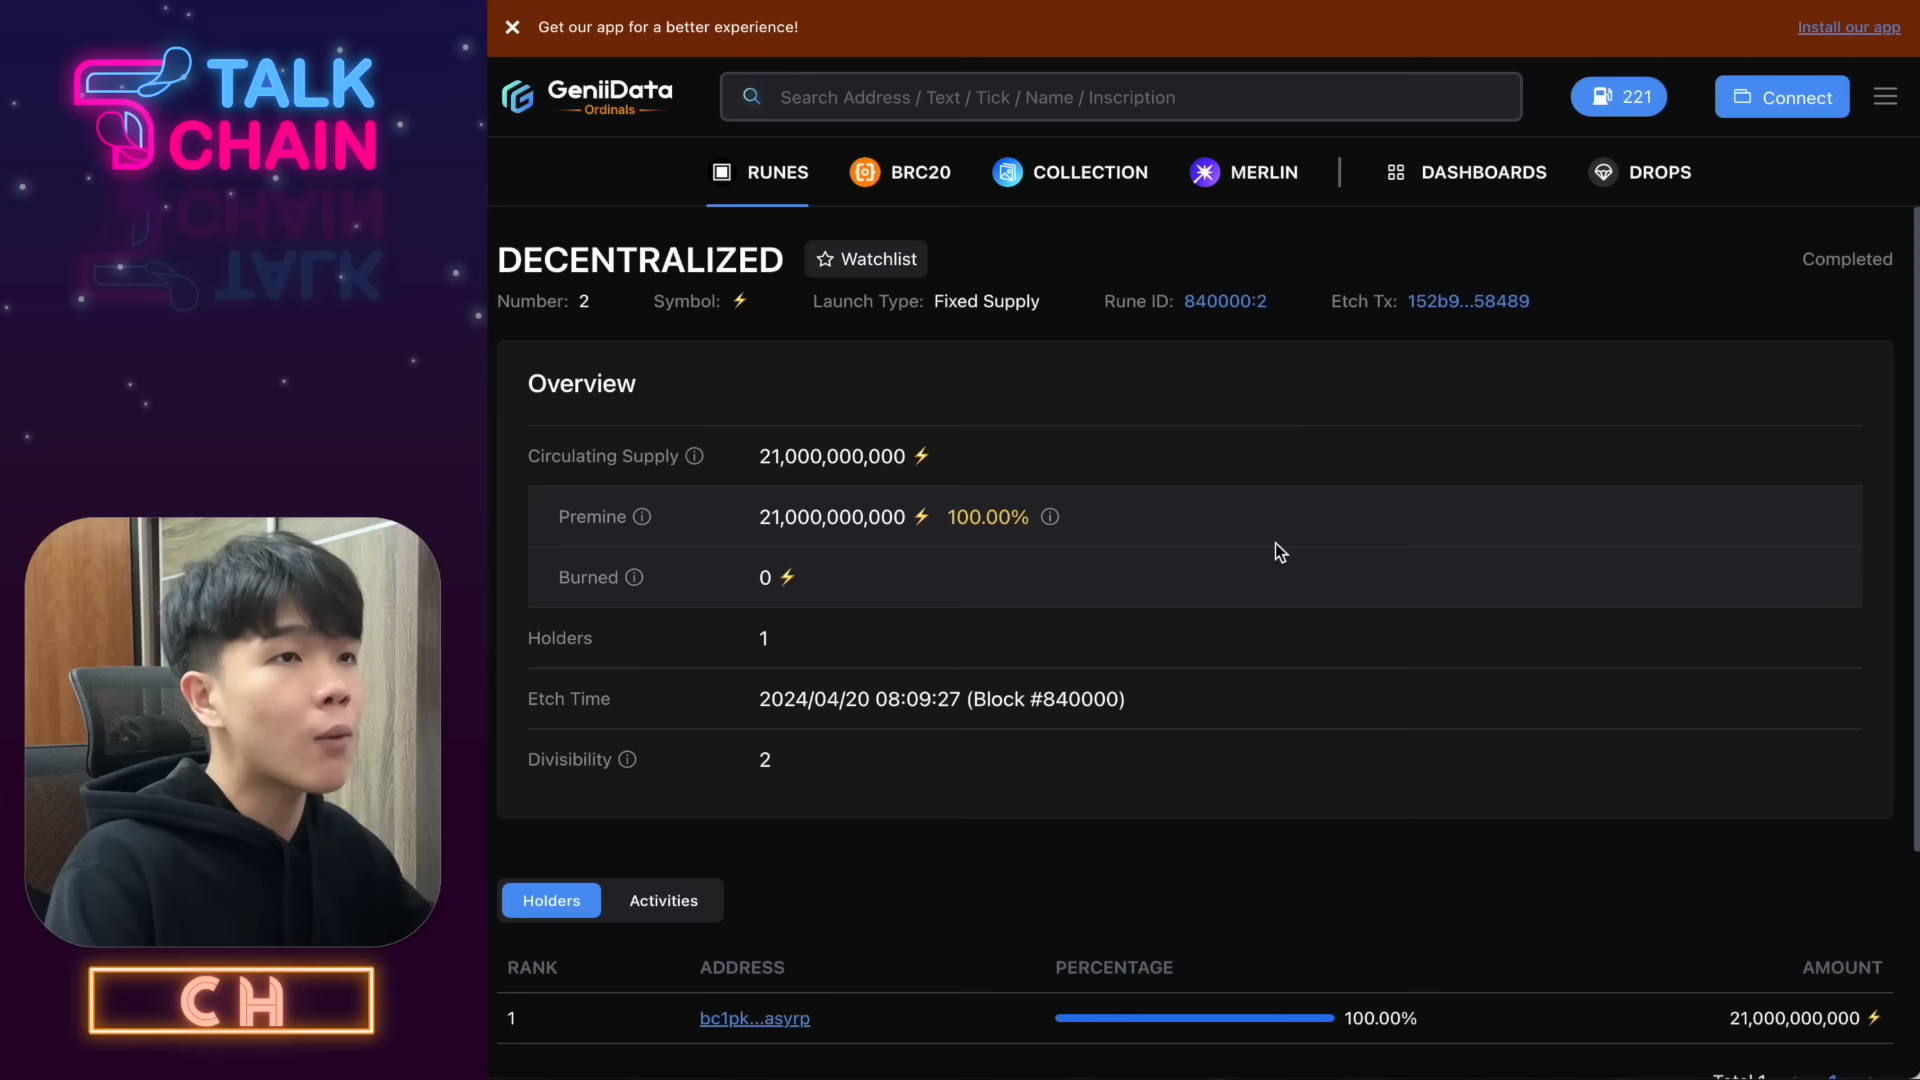 TALK
CHAIN
CH
Get our app for a better experience!
Install our app
GeniiData
Ordinals
Search Address / Text / Tick / Name / Inscription
221
Connect
RUNES
BRC20
COLLECTION
MERLIN
DASHBOARDS
DROPS
DECENTRALIZED
Watchlist
Completed
Number: 2
Symbol: ⚡
Launch Type: Fixed Supply
Rune ID: 840000:2
Etch Tx: 152b9...58489
Overview
Circulating Supply 21,000,000,000 ⚡
Premine 21,000,000,000 ⚡ 100.00%
Burned 0 ⚡
Holders 1
Etch Time 2024/04/20 08:09:27 (Block #840000)
Divisibility 2
Holders
Activities
RANK ADDRESS PERCENTAGE AMOUNT
1 bc1pk...asyrp 100.00% 21,000,000,000 ⚡